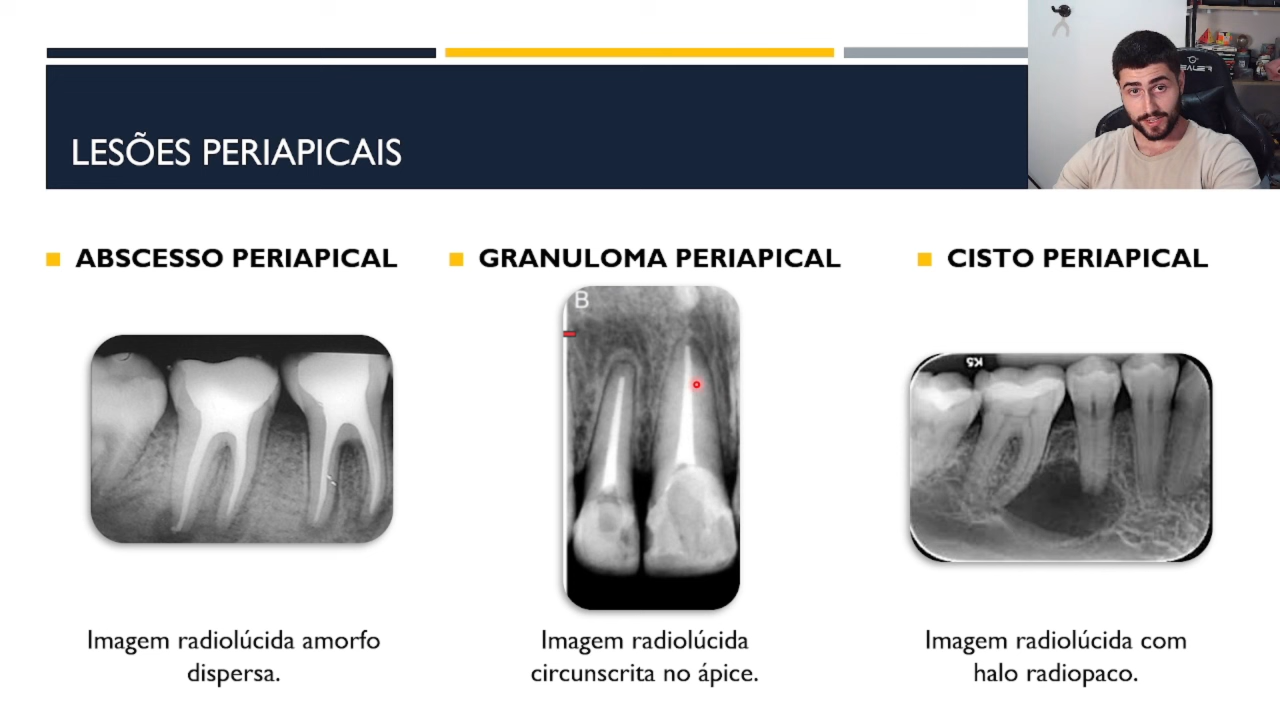 LESÕES PERIAPICAIS
ABSCESSO PERIAPICAL
GRANULOMA PERIAPICAL
CISTO PERIAPICAL
B
K5
Imagem radiolúcida amorfo
dispersa.
Imagem radiolúcida
circunscrita no ápice.
Imagem radiolúcida com
halo radiopaco.